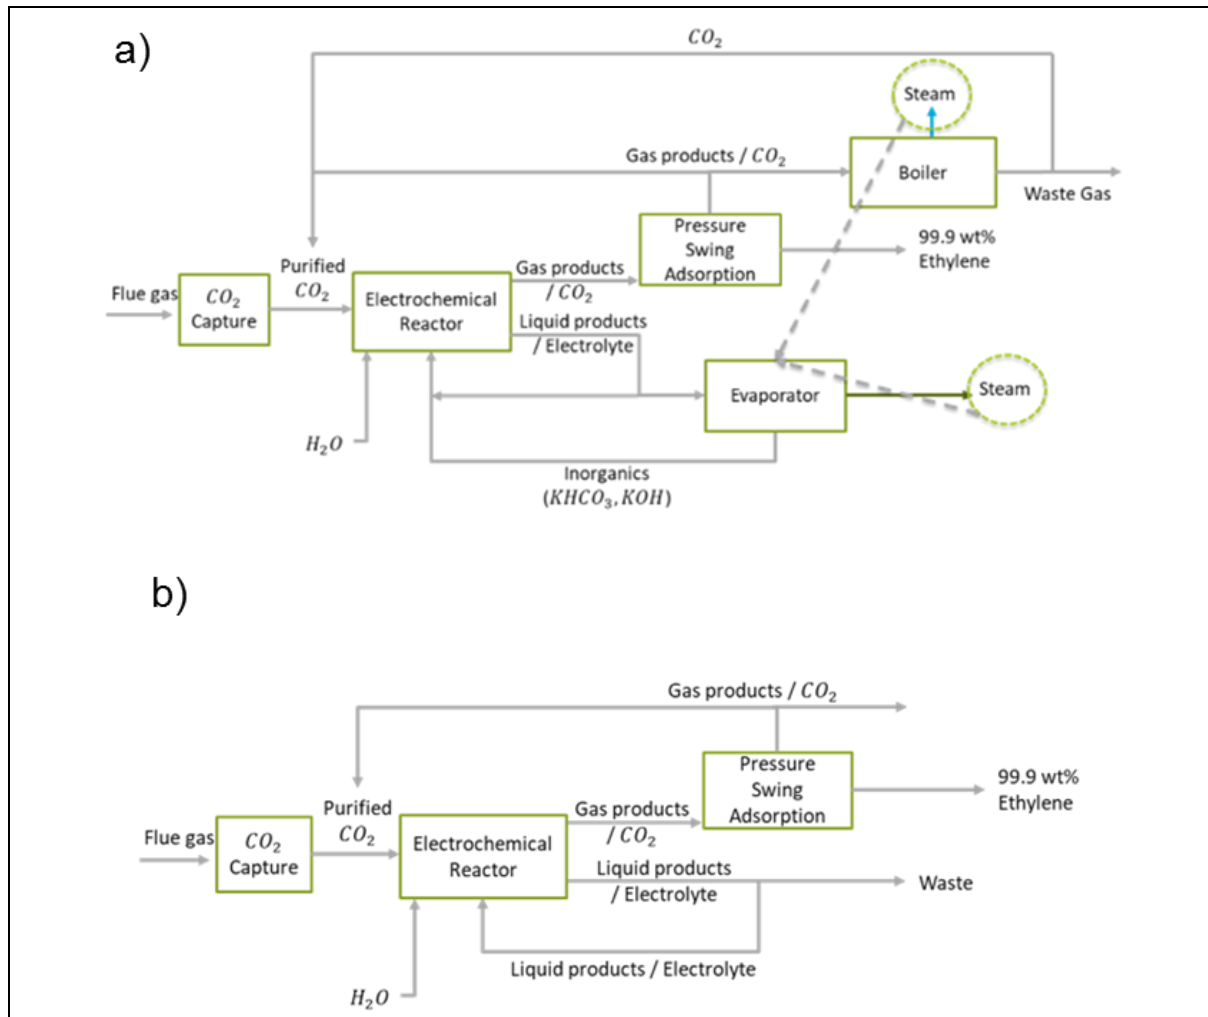 a)
CO₂
Steam
Gas products / CO₂
Boiler
Waste Gas
Pressure
Swing
Adsorption
99.9 wt%
Ethylene
Flue gas
CO₂
Capture
Purified
CO₂
Electrochemical
Reactor
Gas products
/ CO₂
Liquid products
/ Electrolyte
Evaporator
Steam
H₂O
Inorganics
(KHCO₃, KOH)
b)
Gas products / CO₂
Pressure
Swing
Adsorption
99.9 wt%
Ethylene
Flue gas
CO₂
Capture
Purified
CO₂
Electrochemical
Reactor
Gas products
/ CO₂
Liquid products
/ Electrolyte
Waste
Liquid products / Electrolyte
H₂O